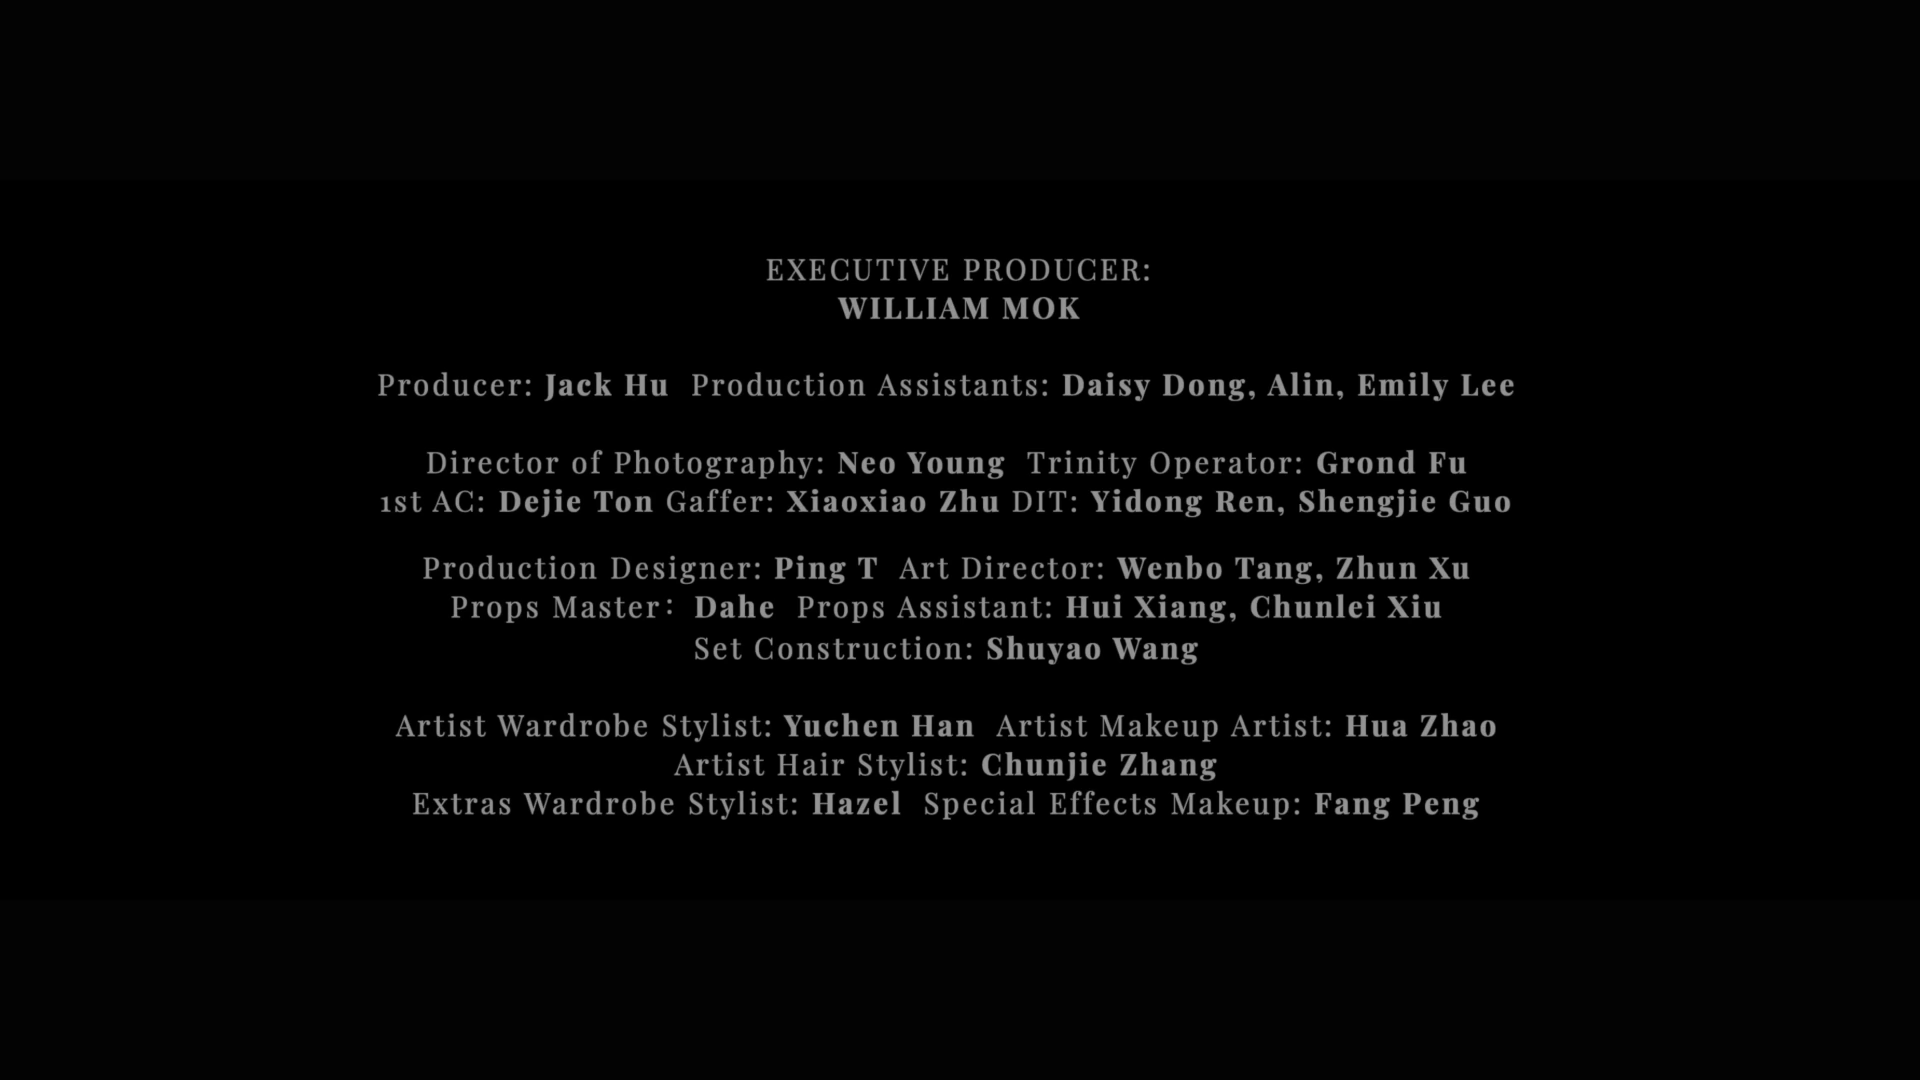 EXECUTIVE PRODUCER:
WILLIAM MOK
Producer: Jack Hu Production Assistants: Daisy Dong, Alin, Emily Lee
Director of Photography: Neo Young Trinity Operator: Grond Fu
1st AC: Dejie Ton Gaffer: Xiaoxiao Zhu DIT: Yidong Ren, Shengjie Guo
Production Designer: Ping T Art Director: Wenbo Tang, Zhun Xu
Props Master：Dahe Props Assistant: Hui Xiang, Chunlei Xiu
Set Construction: Shuyao Wang
Artist Wardrobe Stylist: Yuchen Han Artist Makeup Artist: Hua Zhao
Artist Hair Stylist: Chunjie Zhang
Extras Wardrobe Stylist: Hazel Special Effects Makeup: Fang Peng